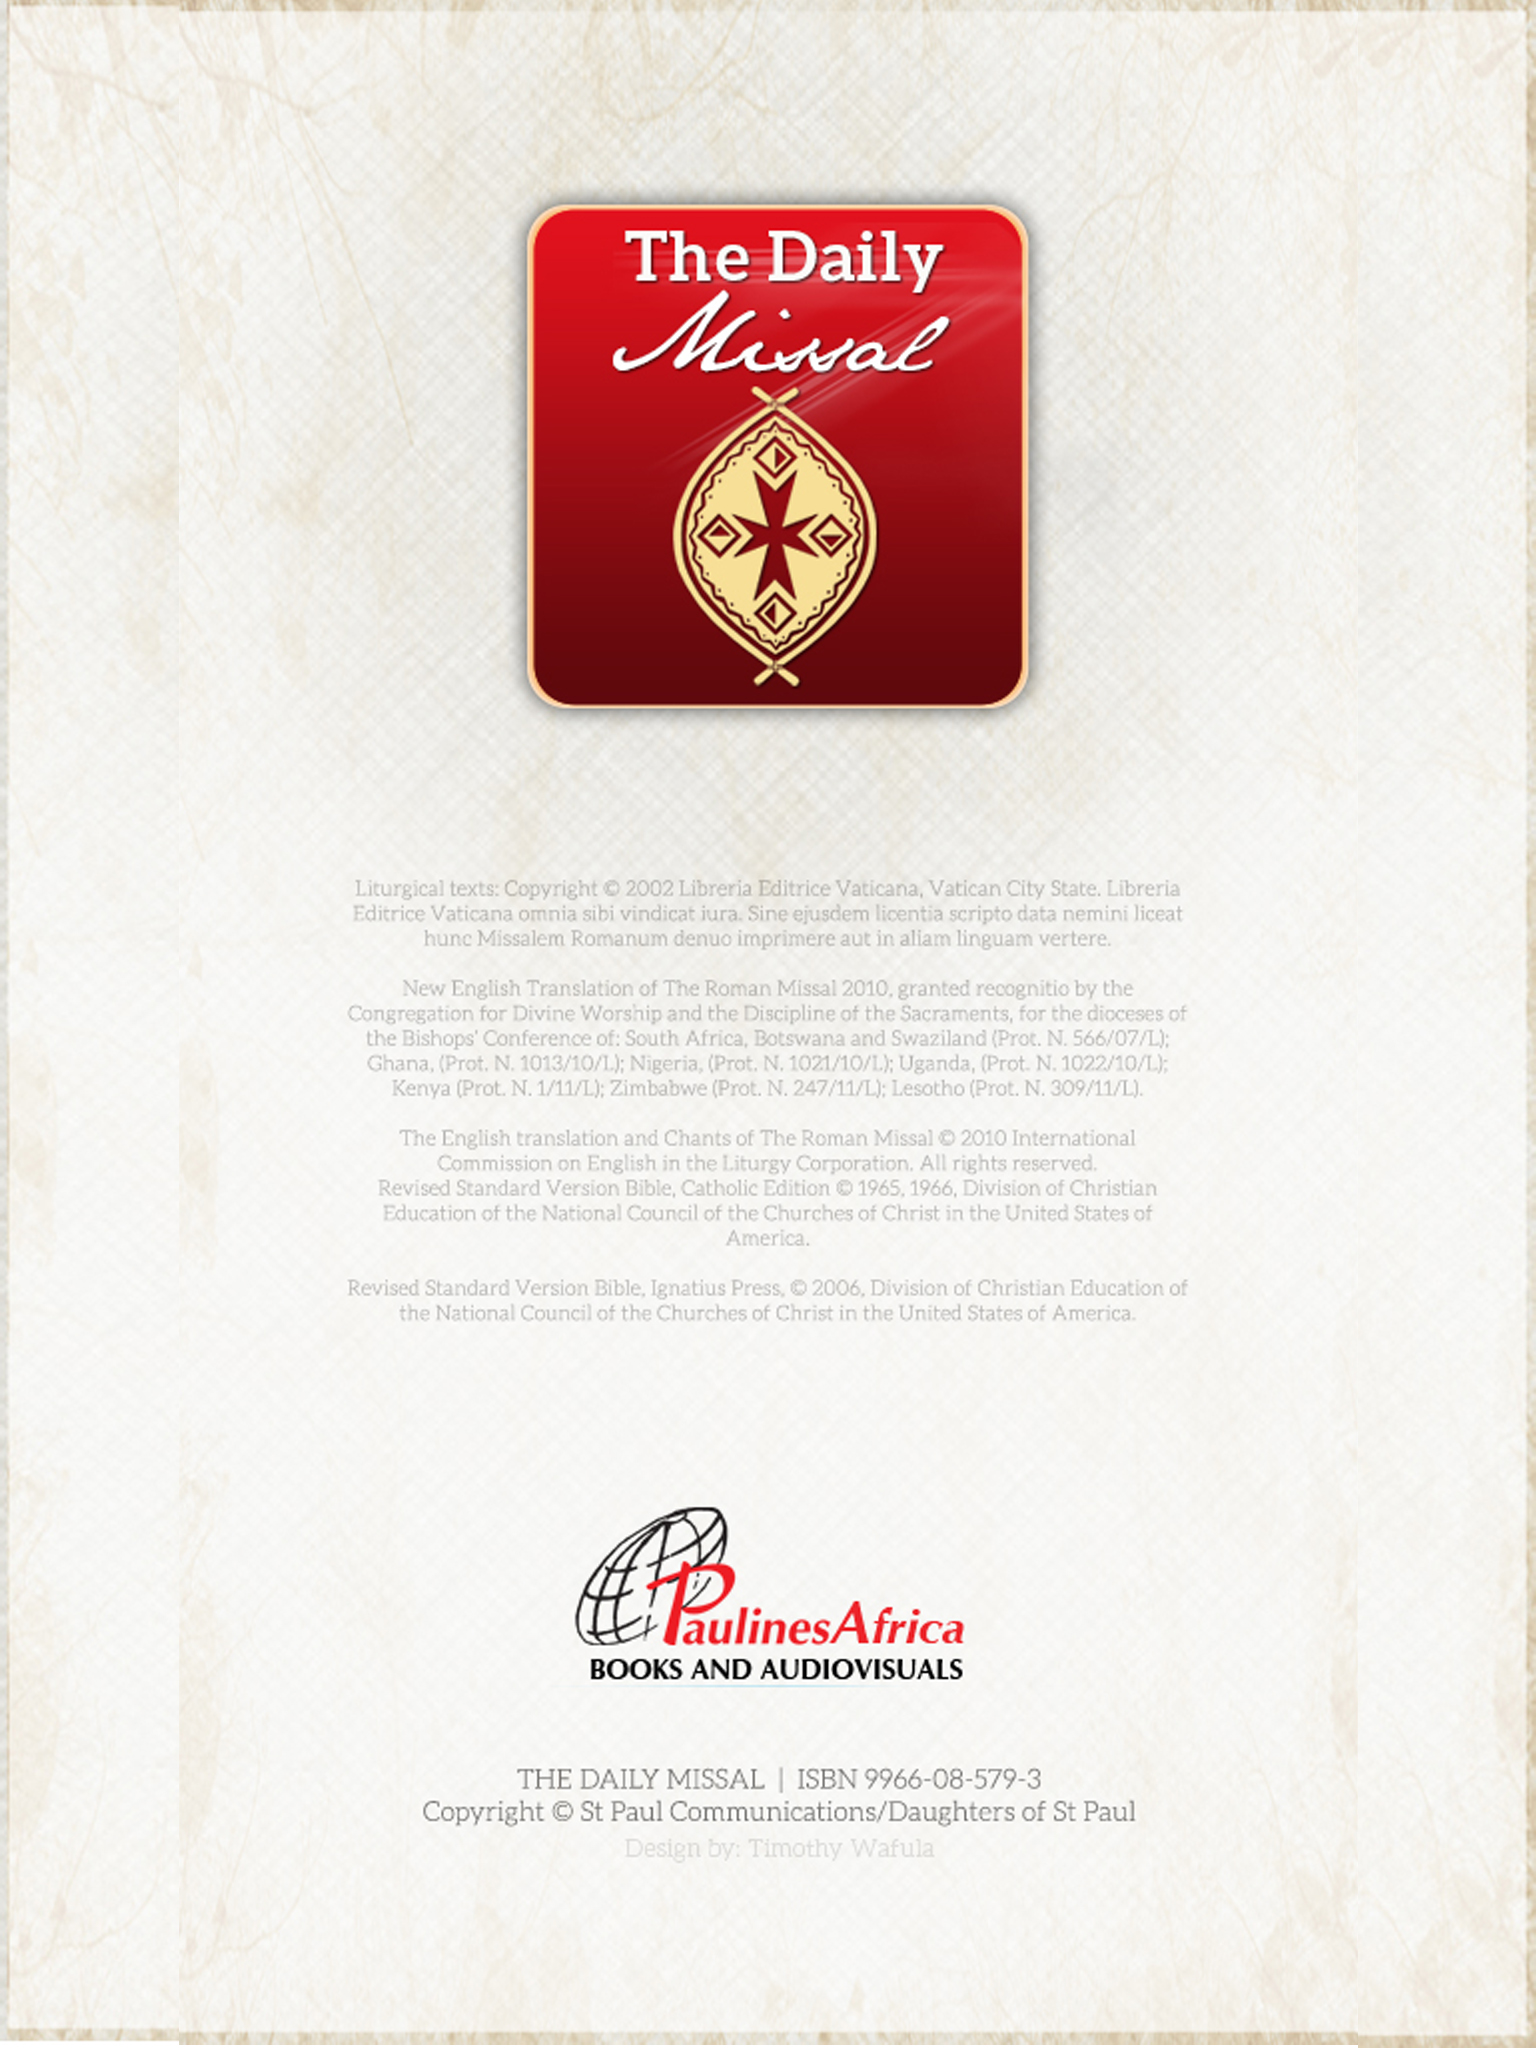 The Daily
Missal
Liturgical texts: Copyright © 2002 Libreria Editrice Vaticana, Vatican City State. Libreria
Editrice Vaticana omnia sibi vindicat iura. Sine ejusdem licentia scripto data nemini liceat
hunc Missalem Romanum denuo imprimere aut in aliam linguam vertere.
New English Translation of The Roman Missal 2010, granted recognitio by the
Congregation for Divine Worship and the Discipline of the Sacraments, for the dioceses of
the Bishops' Conference of: South Africa, Botswana and Swaziland (Prot. N. 566/07/L);
Ghana, (Prot. N. 1013/10/L); Nigeria, (Prot. N. 1021/10/L); Uganda, (Prot. N. 1022/10/L);
Kenya (Prot. N. 1/11/L); Zimbabwe (Prot. N. 247/11/L); Lesotho (Prot. N. 309/11/L).
The English translation and Chants of The Roman Missal © 2010 International
Commission on English in the Liturgy Corporation. All rights reserved.
Revised Standard Version Bible, Catholic Edition © 1965, 1966, Division of Christian
Education of the National Council of the Churches of Christ in the United States of
America.
Revised Standard Version Bible, Ignatius Press, © 2006, Division of Christian Education of
the National Council of the Churches of Christ in the United States of America.
PaulinesAfrica
BOOKS AND AUDIOVISUALS
THE DAILY MISSAL | ISBN 9966-08-579-3
Copyright © St Paul Communications/Daughters of St Paul
Design by: Timothy Wafula